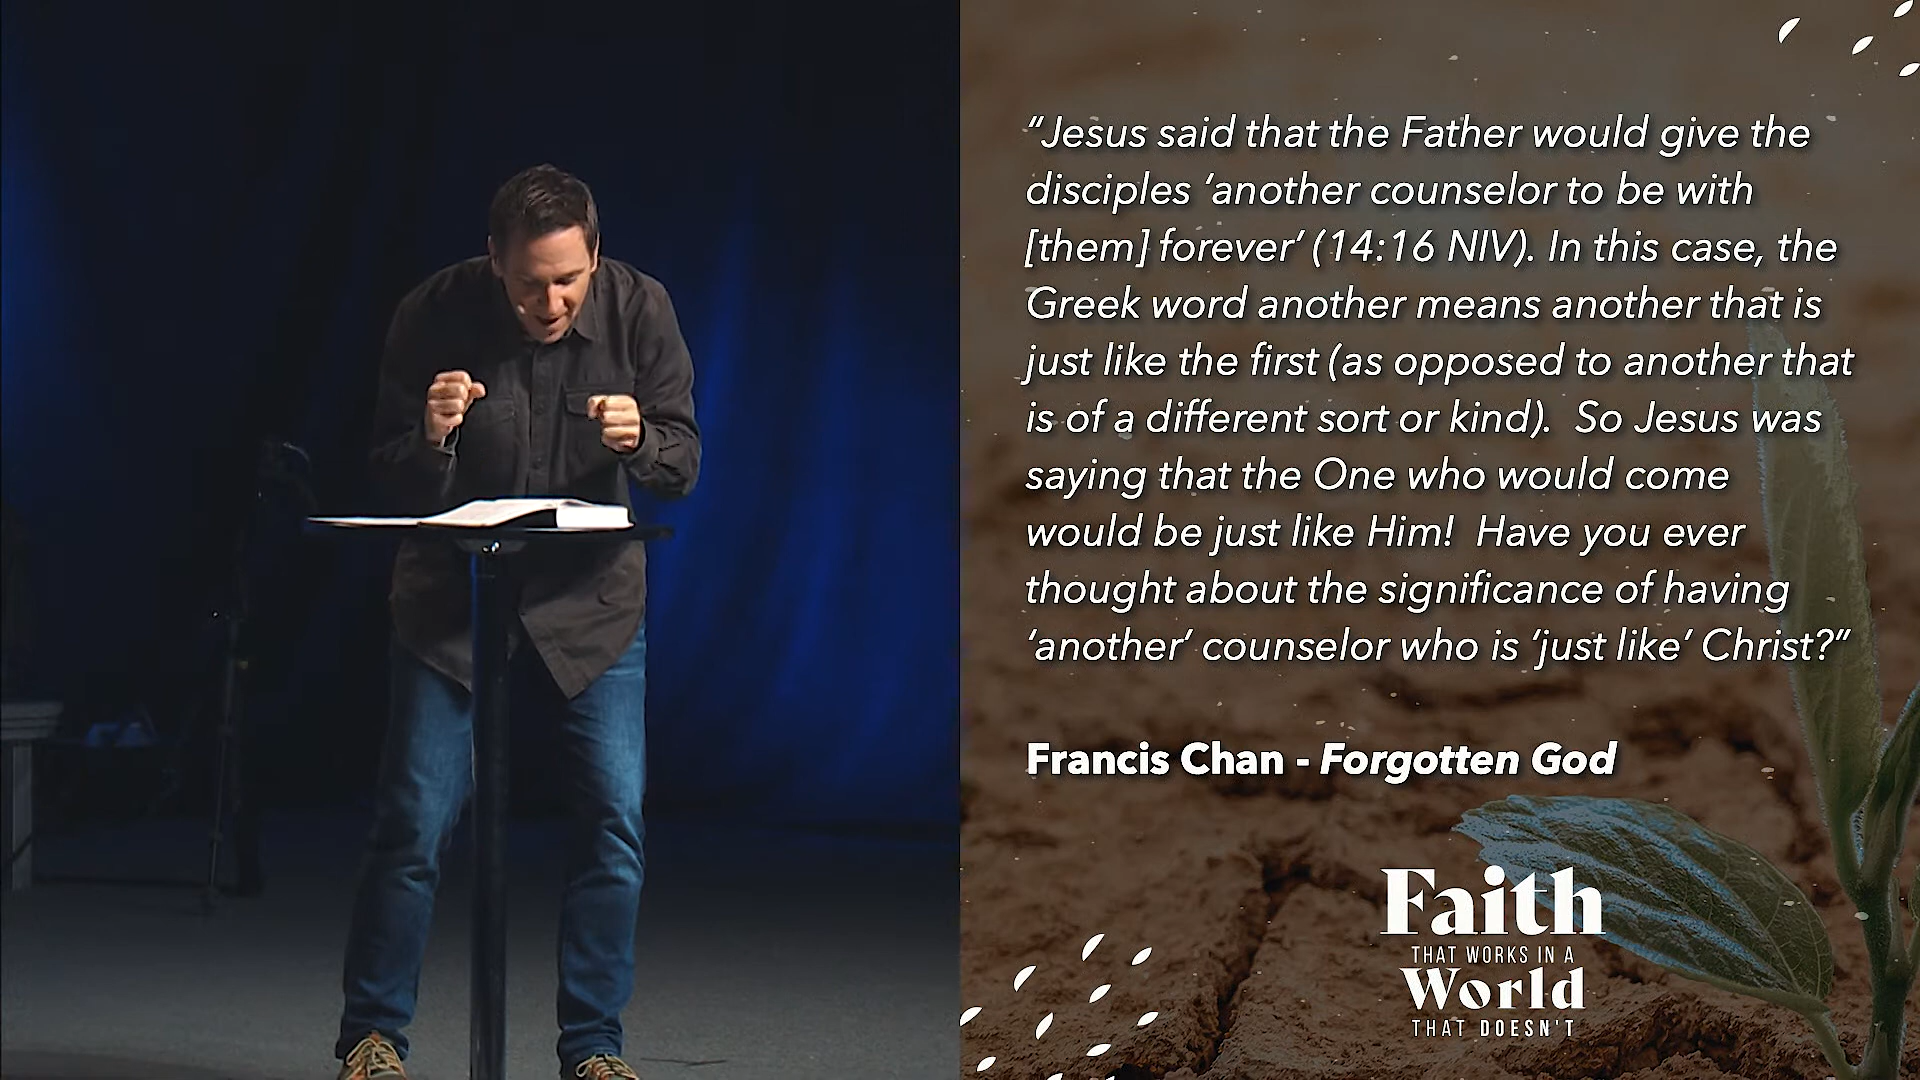 “Jesus said that the Father would give the
disciples ‘another counselor to be with
[them] forever’ (14:16 NIV). In this case, the
Greek word another means another that is
just like the first (as opposed to another that
is of a different sort or kind).  So Jesus was
saying that the One who would come
would be just like Him!  Have you ever
thought about the significance of having
‘another’ counselor who is ‘just like’ Christ?”
Francis Chan - Forgotten God
Faith
THAT WORKS IN A
World
THAT DOESN'T